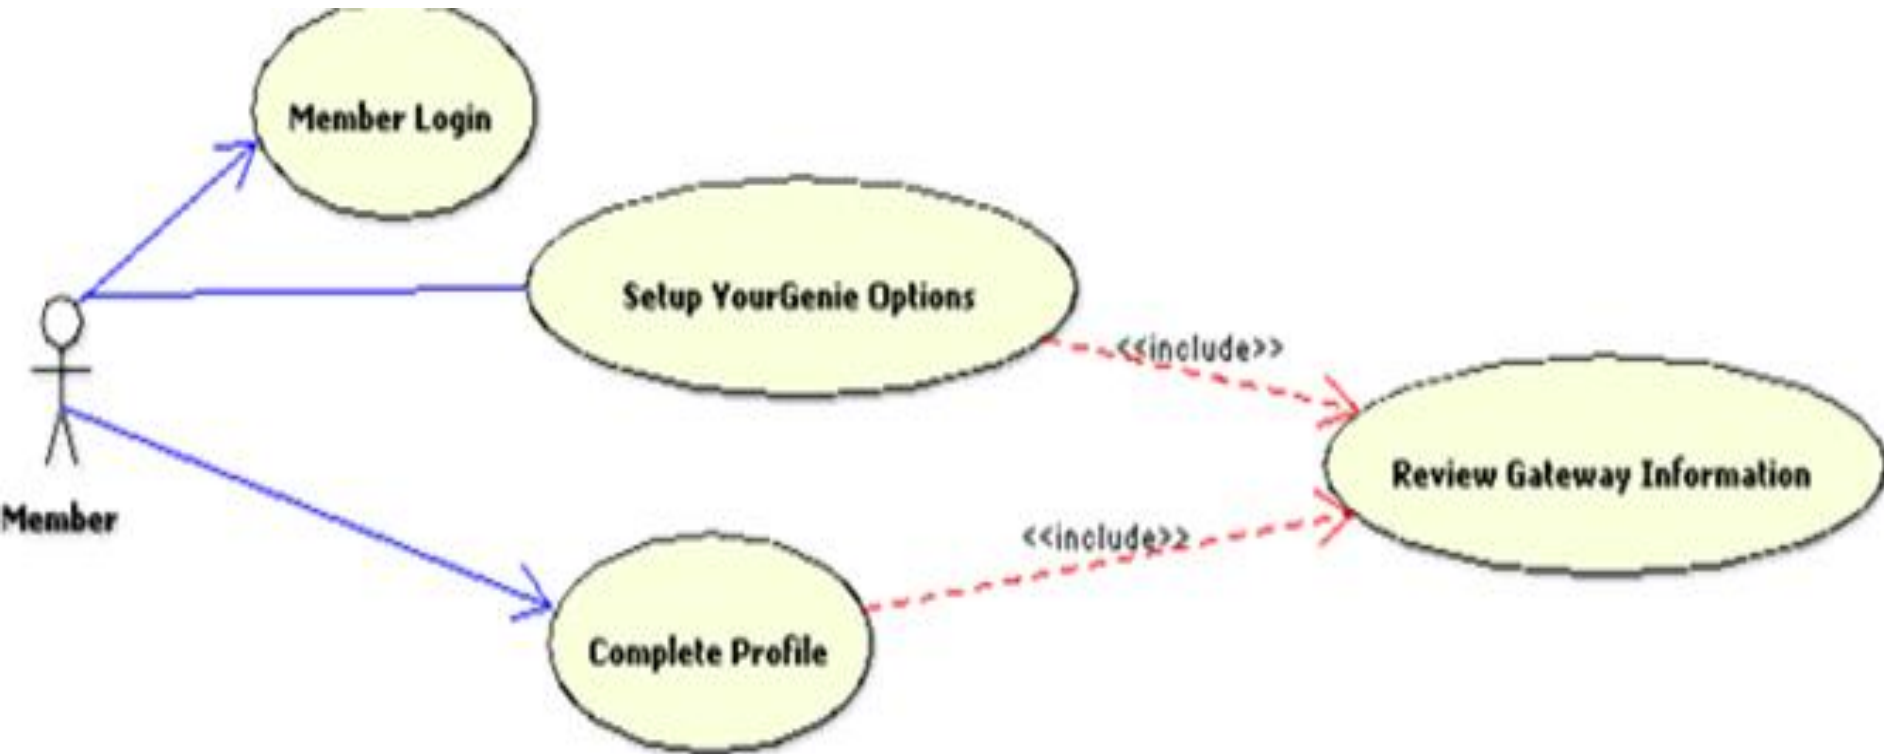 Member Login
Setup YourGenie Options
<<include>>
Review Gateway Information
Member
<<include>>
Complete Profile